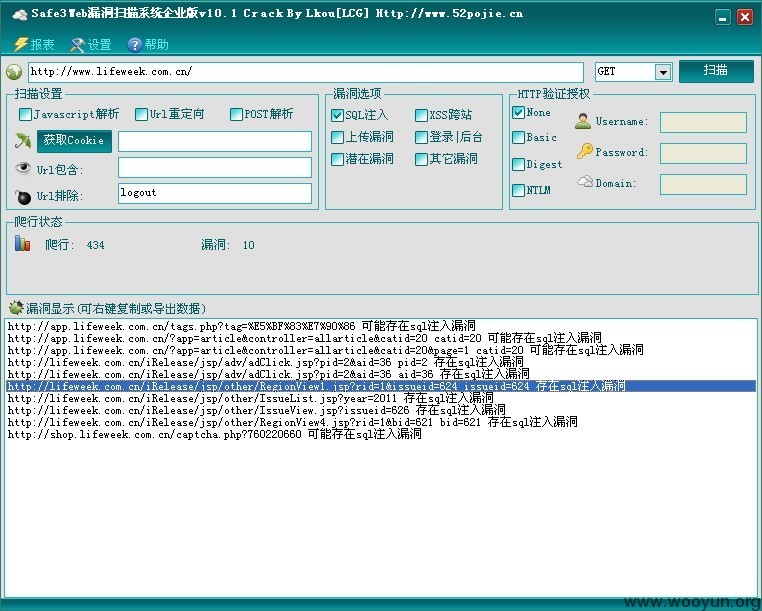 Safe3Web漏洞扫描系统企业版v10.1 Crack By Lkou[LCG] Http://www.52pojie.cn
报表 设置 帮助
http://www.lifeweek.com.cn/ GET 扫描
扫描设置 漏洞选项 HTTP验证授权
Javascript解析 Url重定向 POST解析 SQL注入 XSS跨站 None Username:
获取Cookie 上传漏洞 登录|后台 Basic Password:
Url包含: 潜在漏洞 其它漏洞 Digest Domain:
Url排除: logout NTLM
爬行状态
爬行: 434 漏洞: 10
漏洞显示(可右键复制或导出数据)
http://app.lifeweek.com.cn/tags.php?tag=%E5%BF%83%E7%90%86 可能存在sql注入漏洞
http://app.lifeweek.com.cn/?app=article&controller=allarticle&catid=20 catid=20 可能存在sql注入漏洞
http://app.lifeweek.com.cn/?app=article&controller=allarticle&catid=20&page=1 catid=20 可能存在sql注入漏洞
http://lifeweek.com.cn/iRelease/jsp/adv/adClick.jsp?pid=2&aid=36 pid=2 存在sql注入漏洞
http://lifeweek.com.cn/iRelease/jsp/adv/adClick.jsp?pid=2&aid=36 aid=36 存在sql注入漏洞
http://lifeweek.com.cn/iRelease/jsp/other/RegionView1.jsp?rid=1&issueid=624 issueid=624 存在sql注入漏洞
http://lifeweek.com.cn/iRelease/jsp/other/IssueList.jsp?year=2011 存在sql注入漏洞
http://lifeweek.com.cn/iRelease/jsp/other/IssueView.jsp?issueid=626 存在sql注入漏洞
http://lifeweek.com.cn/iRelease/jsp/other/RegionView4.jsp?rid=1&bid=621 bid=621 存在sql注入漏洞
http://shop.lifeweek.com.cn/captcha.php?760220660 可能存在sql注入漏洞
www.wooyun.org